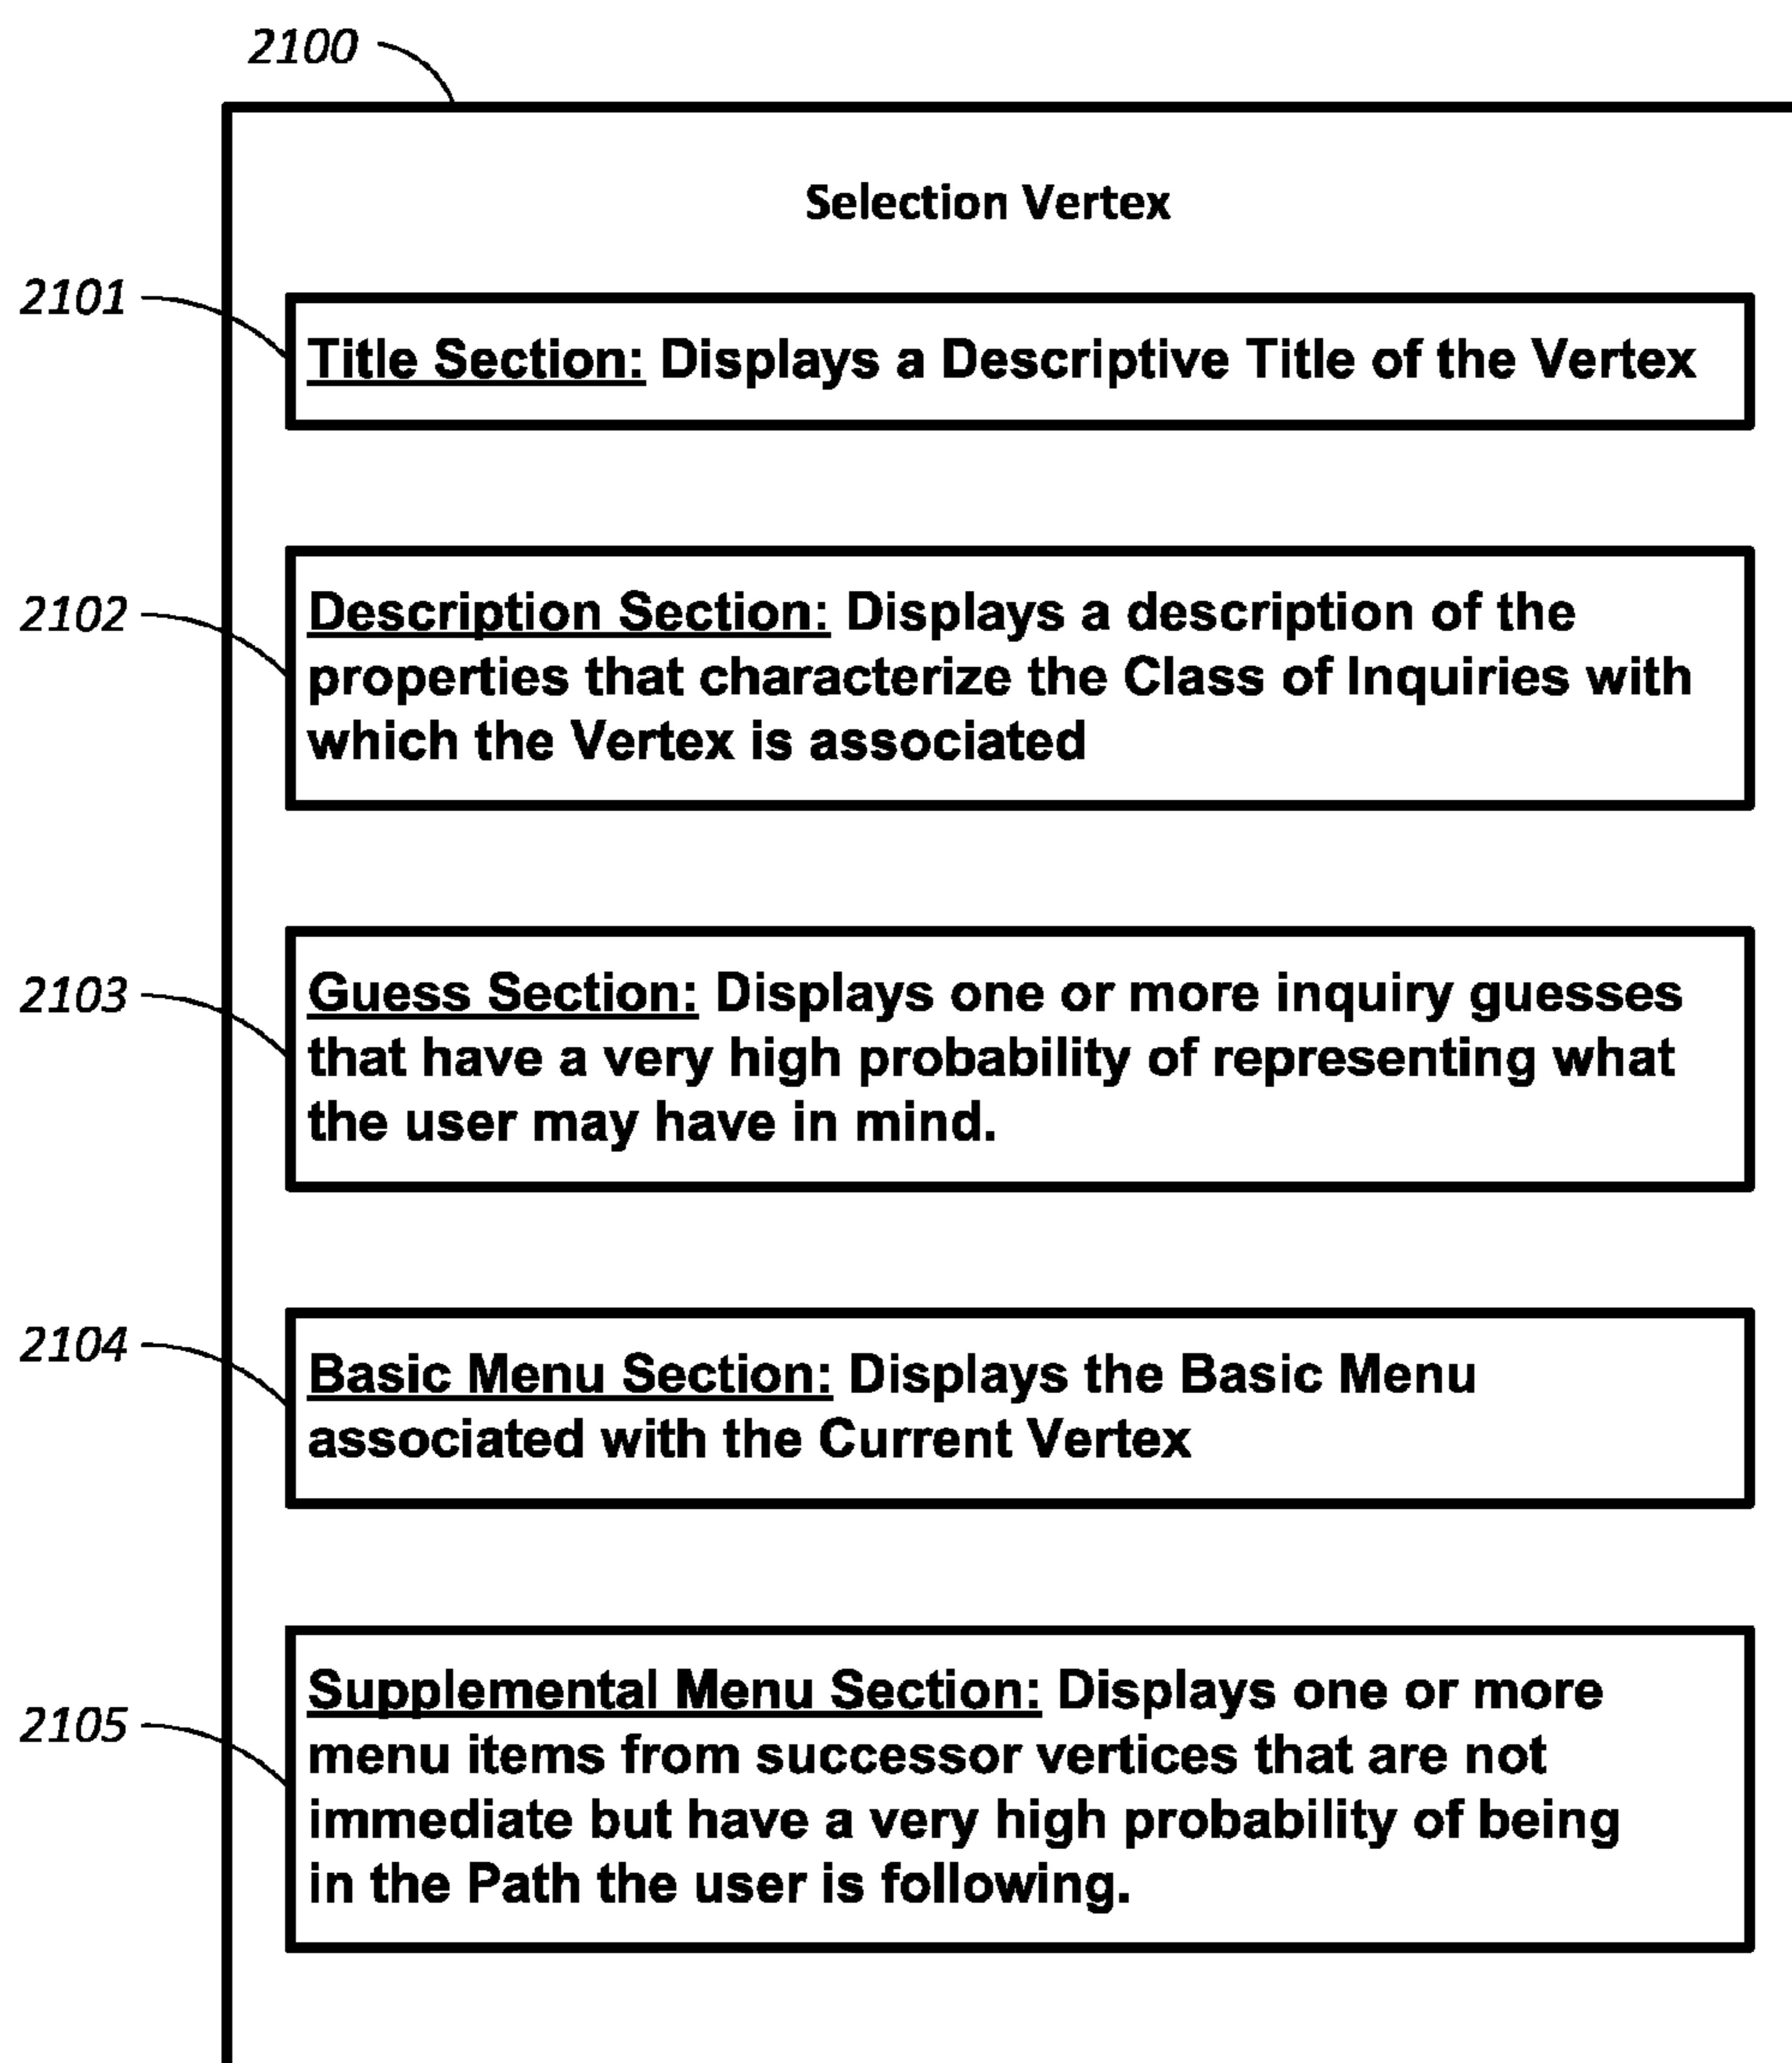 2100
Selection Vertex
2101
Title Section: Displays a Descriptive Title of the Vertex
2102
Description Section: Displays a description of the
properties that characterize the Class of Inquiries with
which the Vertex is associated
2103
Guess Section: Displays one or more inquiry guesses
that have a very high probability of representing what
the user may have in mind.
2104
Basic Menu Section: Displays the Basic Menu
associated with the Current Vertex
2105
Supplemental Menu Section: Displays one or more
menu items from successor vertices that are not
immediate but have a very high probability of being
in the Path the user is following.